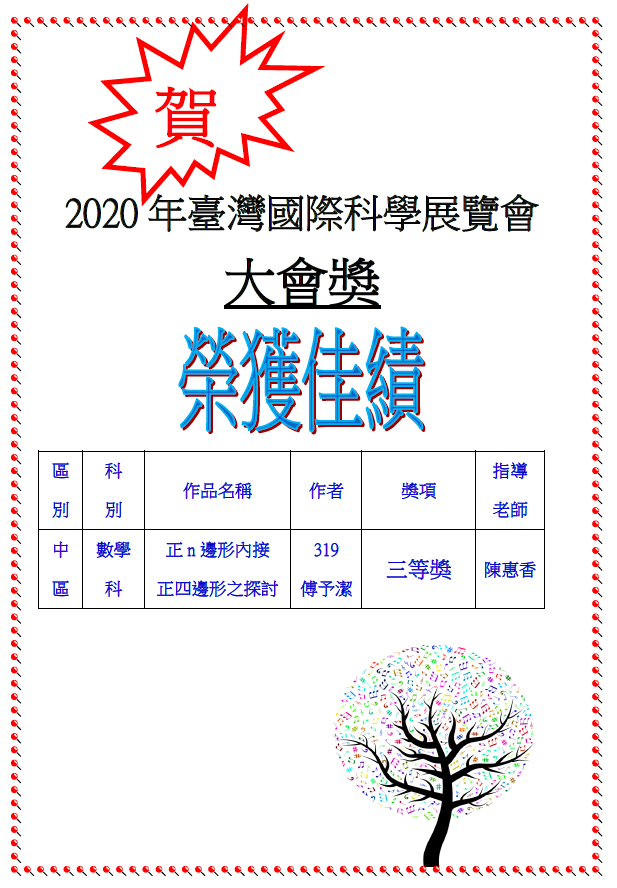 賀
2020 年臺灣國際科學展覽會
大會獎
榮獲佳績
區別 科別 作品名稱 作者 獎項 指導老師
中區 數學科 正 n 邊形內接正四邊形之探討 319 傅予潔 三等獎 陳惠香